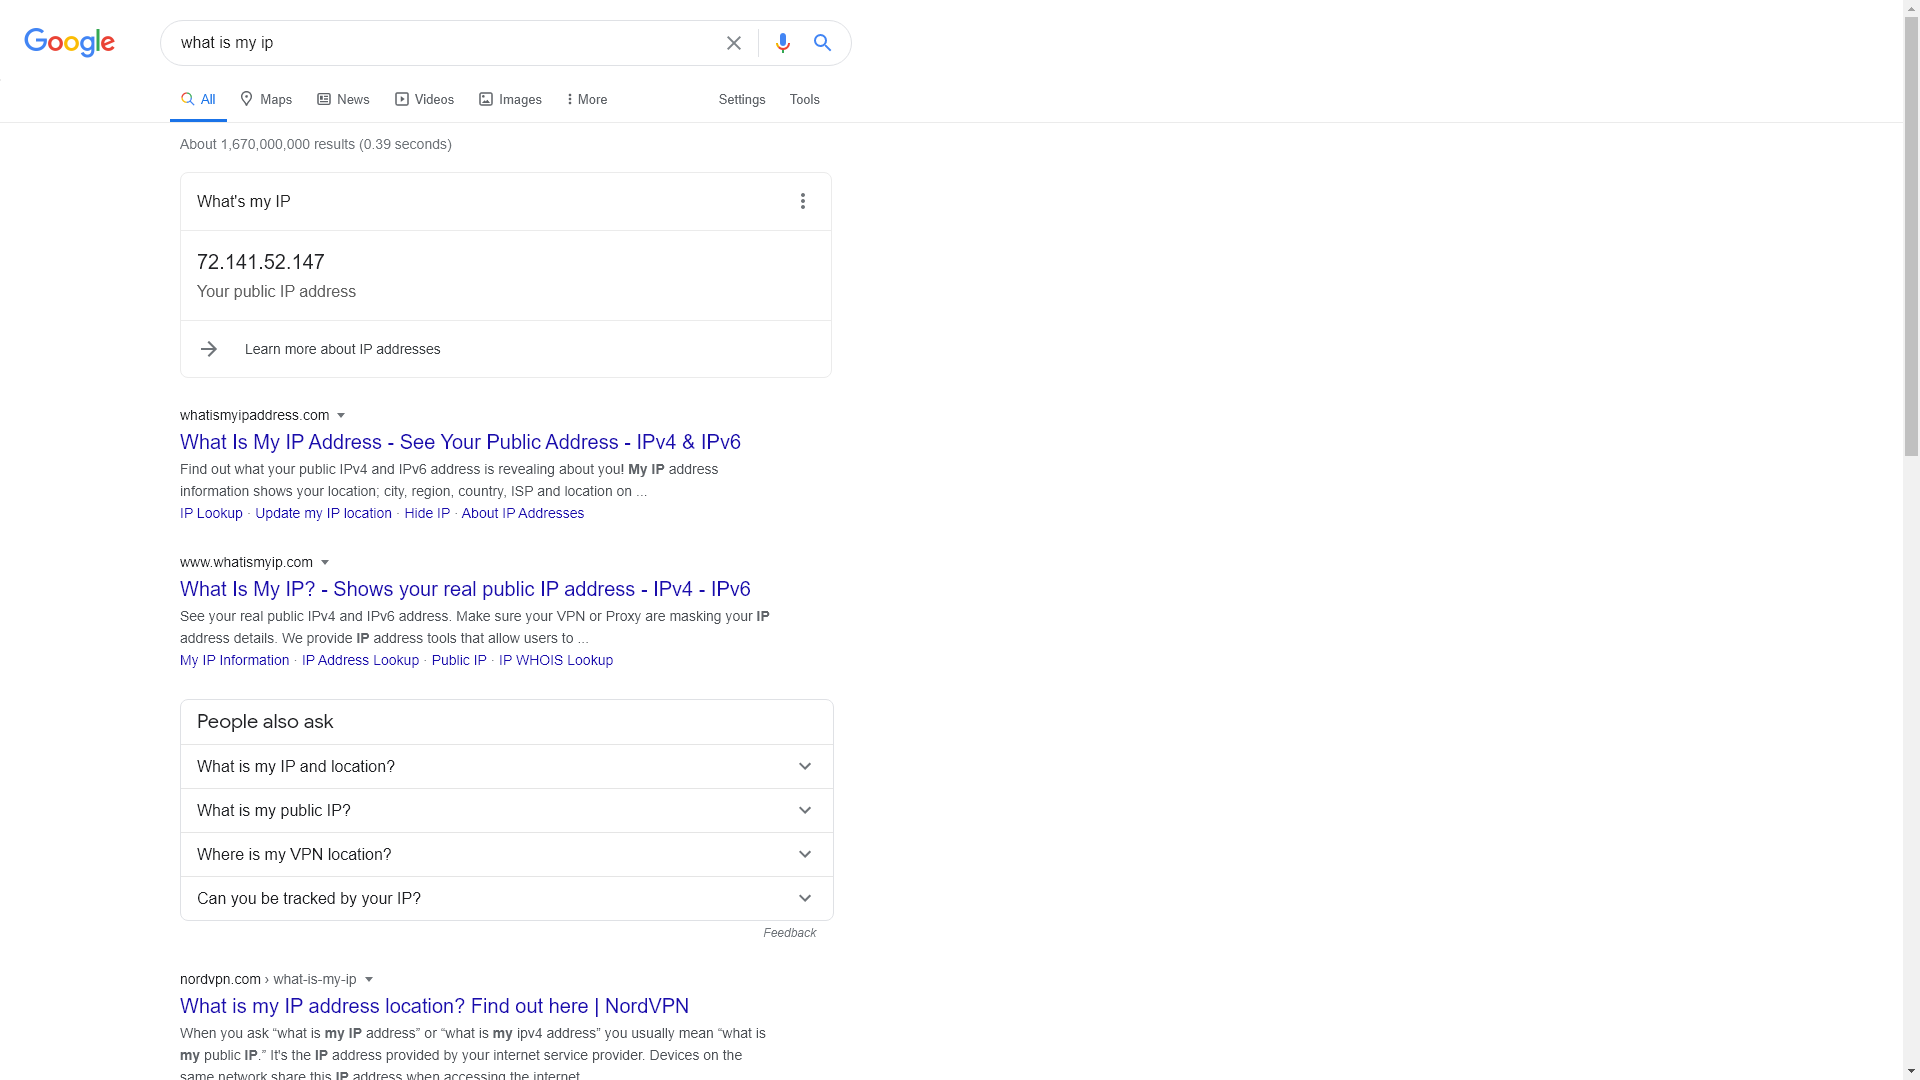 Google
what is my ip
All
Maps
News
Videos
Images
More
Settings
Tools
About 1,670,000,000 results (0.39 seconds)
What's my IP
72.141.52.147
Your public IP address
Learn more about IP addresses
whatismyipaddress.com
What Is My IP Address - See Your Public Address - IPv4 & IPv6
Find out what your public IPv4 and IPv6 address is revealing about you! My IP address
information shows your location; city, region, country, ISP and location on ...
IP Lookup · Update my IP location · Hide IP · About IP Addresses
www.whatismyip.com
What Is My IP? - Shows your real public IP address - IPv4 - IPv6
See your real public IPv4 and IPv6 address. Make sure your VPN or Proxy are masking your IP
address details. We provide IP address tools that allow users to ...
My IP Information · IP Address Lookup · Public IP · IP WHOIS Lookup
People also ask
What is my IP and location?
What is my public IP?
Where is my VPN location?
Can you be tracked by your IP?
Feedback
nordvpn.com › what-is-my-ip
What is my IP address location? Find out here | NordVPN
When you ask “what is my IP address” or “what is my ipv4 address” you usually mean “what is
my public IP.” It's the IP address provided by your internet service provider. Devices on the
same network share this IP address when accessing the internet